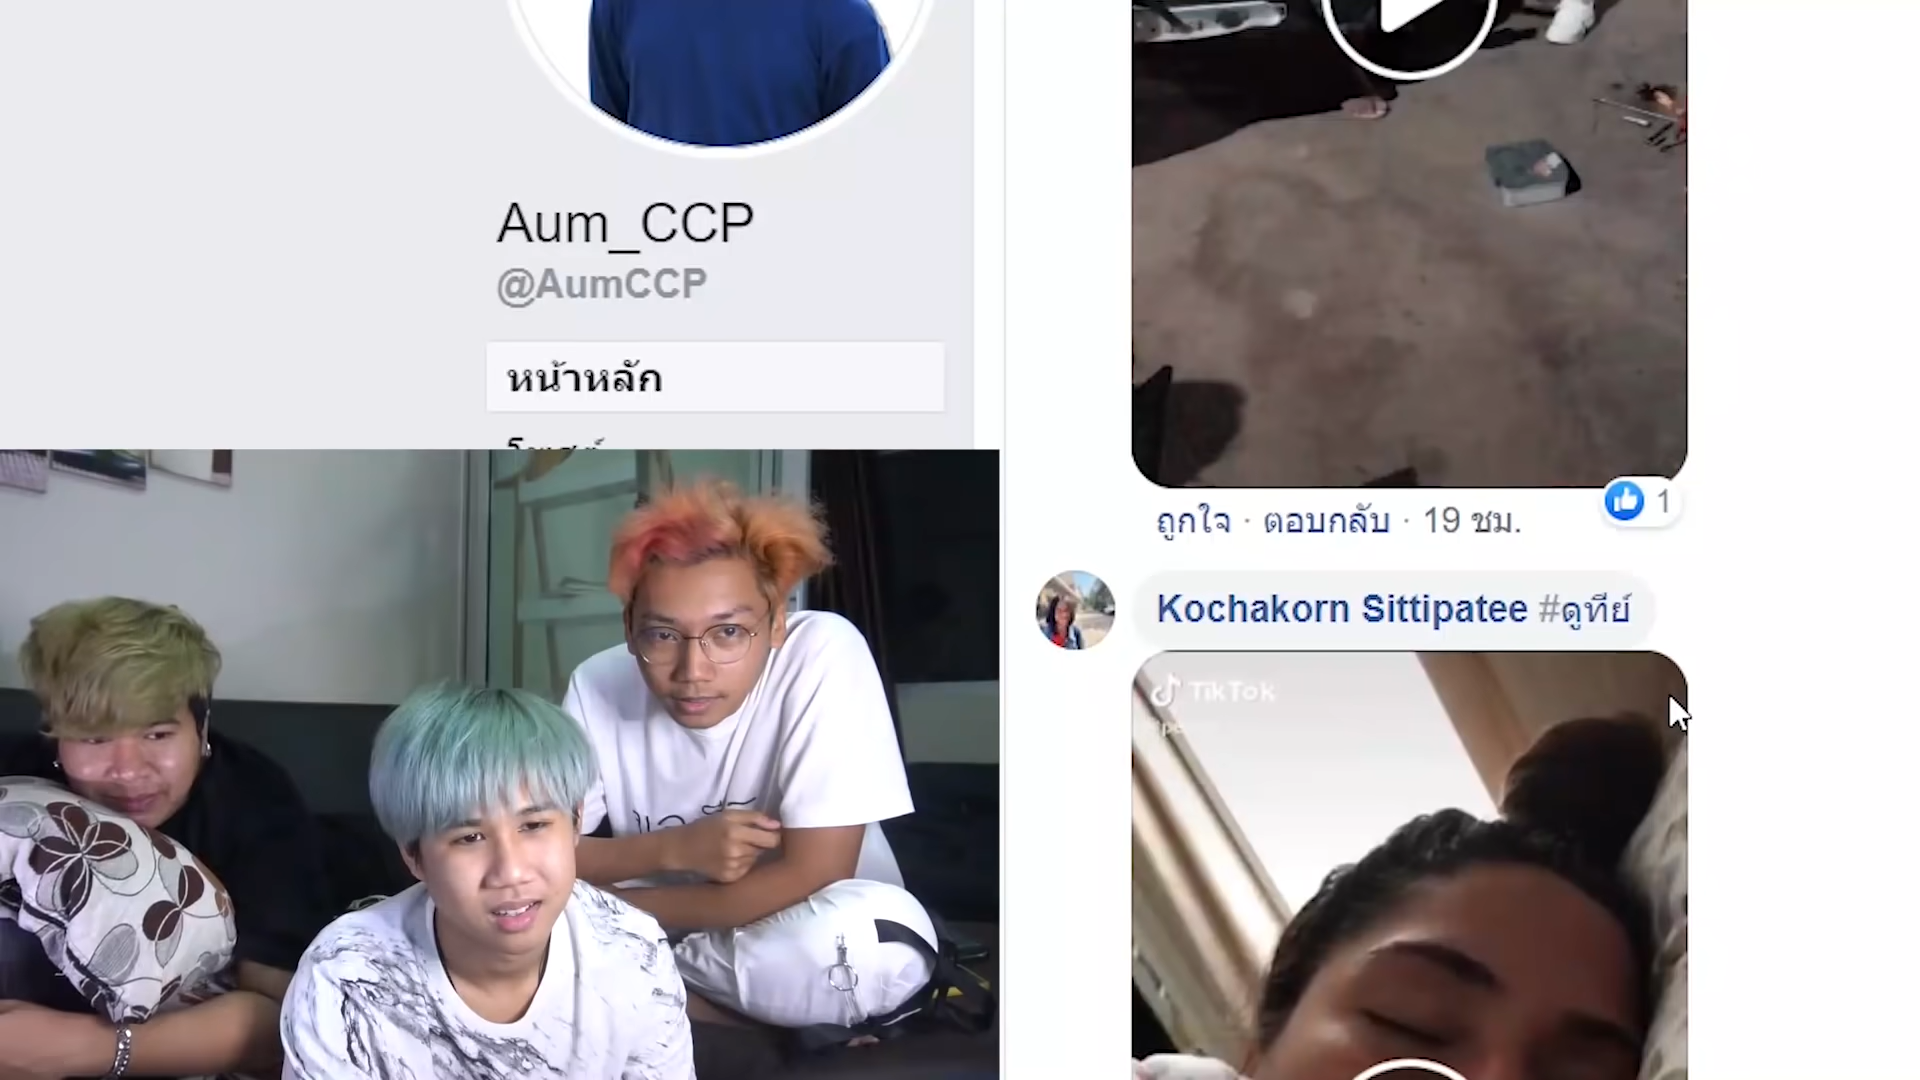 Aum_CCP
@AumCCP
หน้าหลัก
ถูกใจ · ตอบกลับ · 19 ชม.
1
Kochakorn Sittipatee #ดูทีย์
TikTok